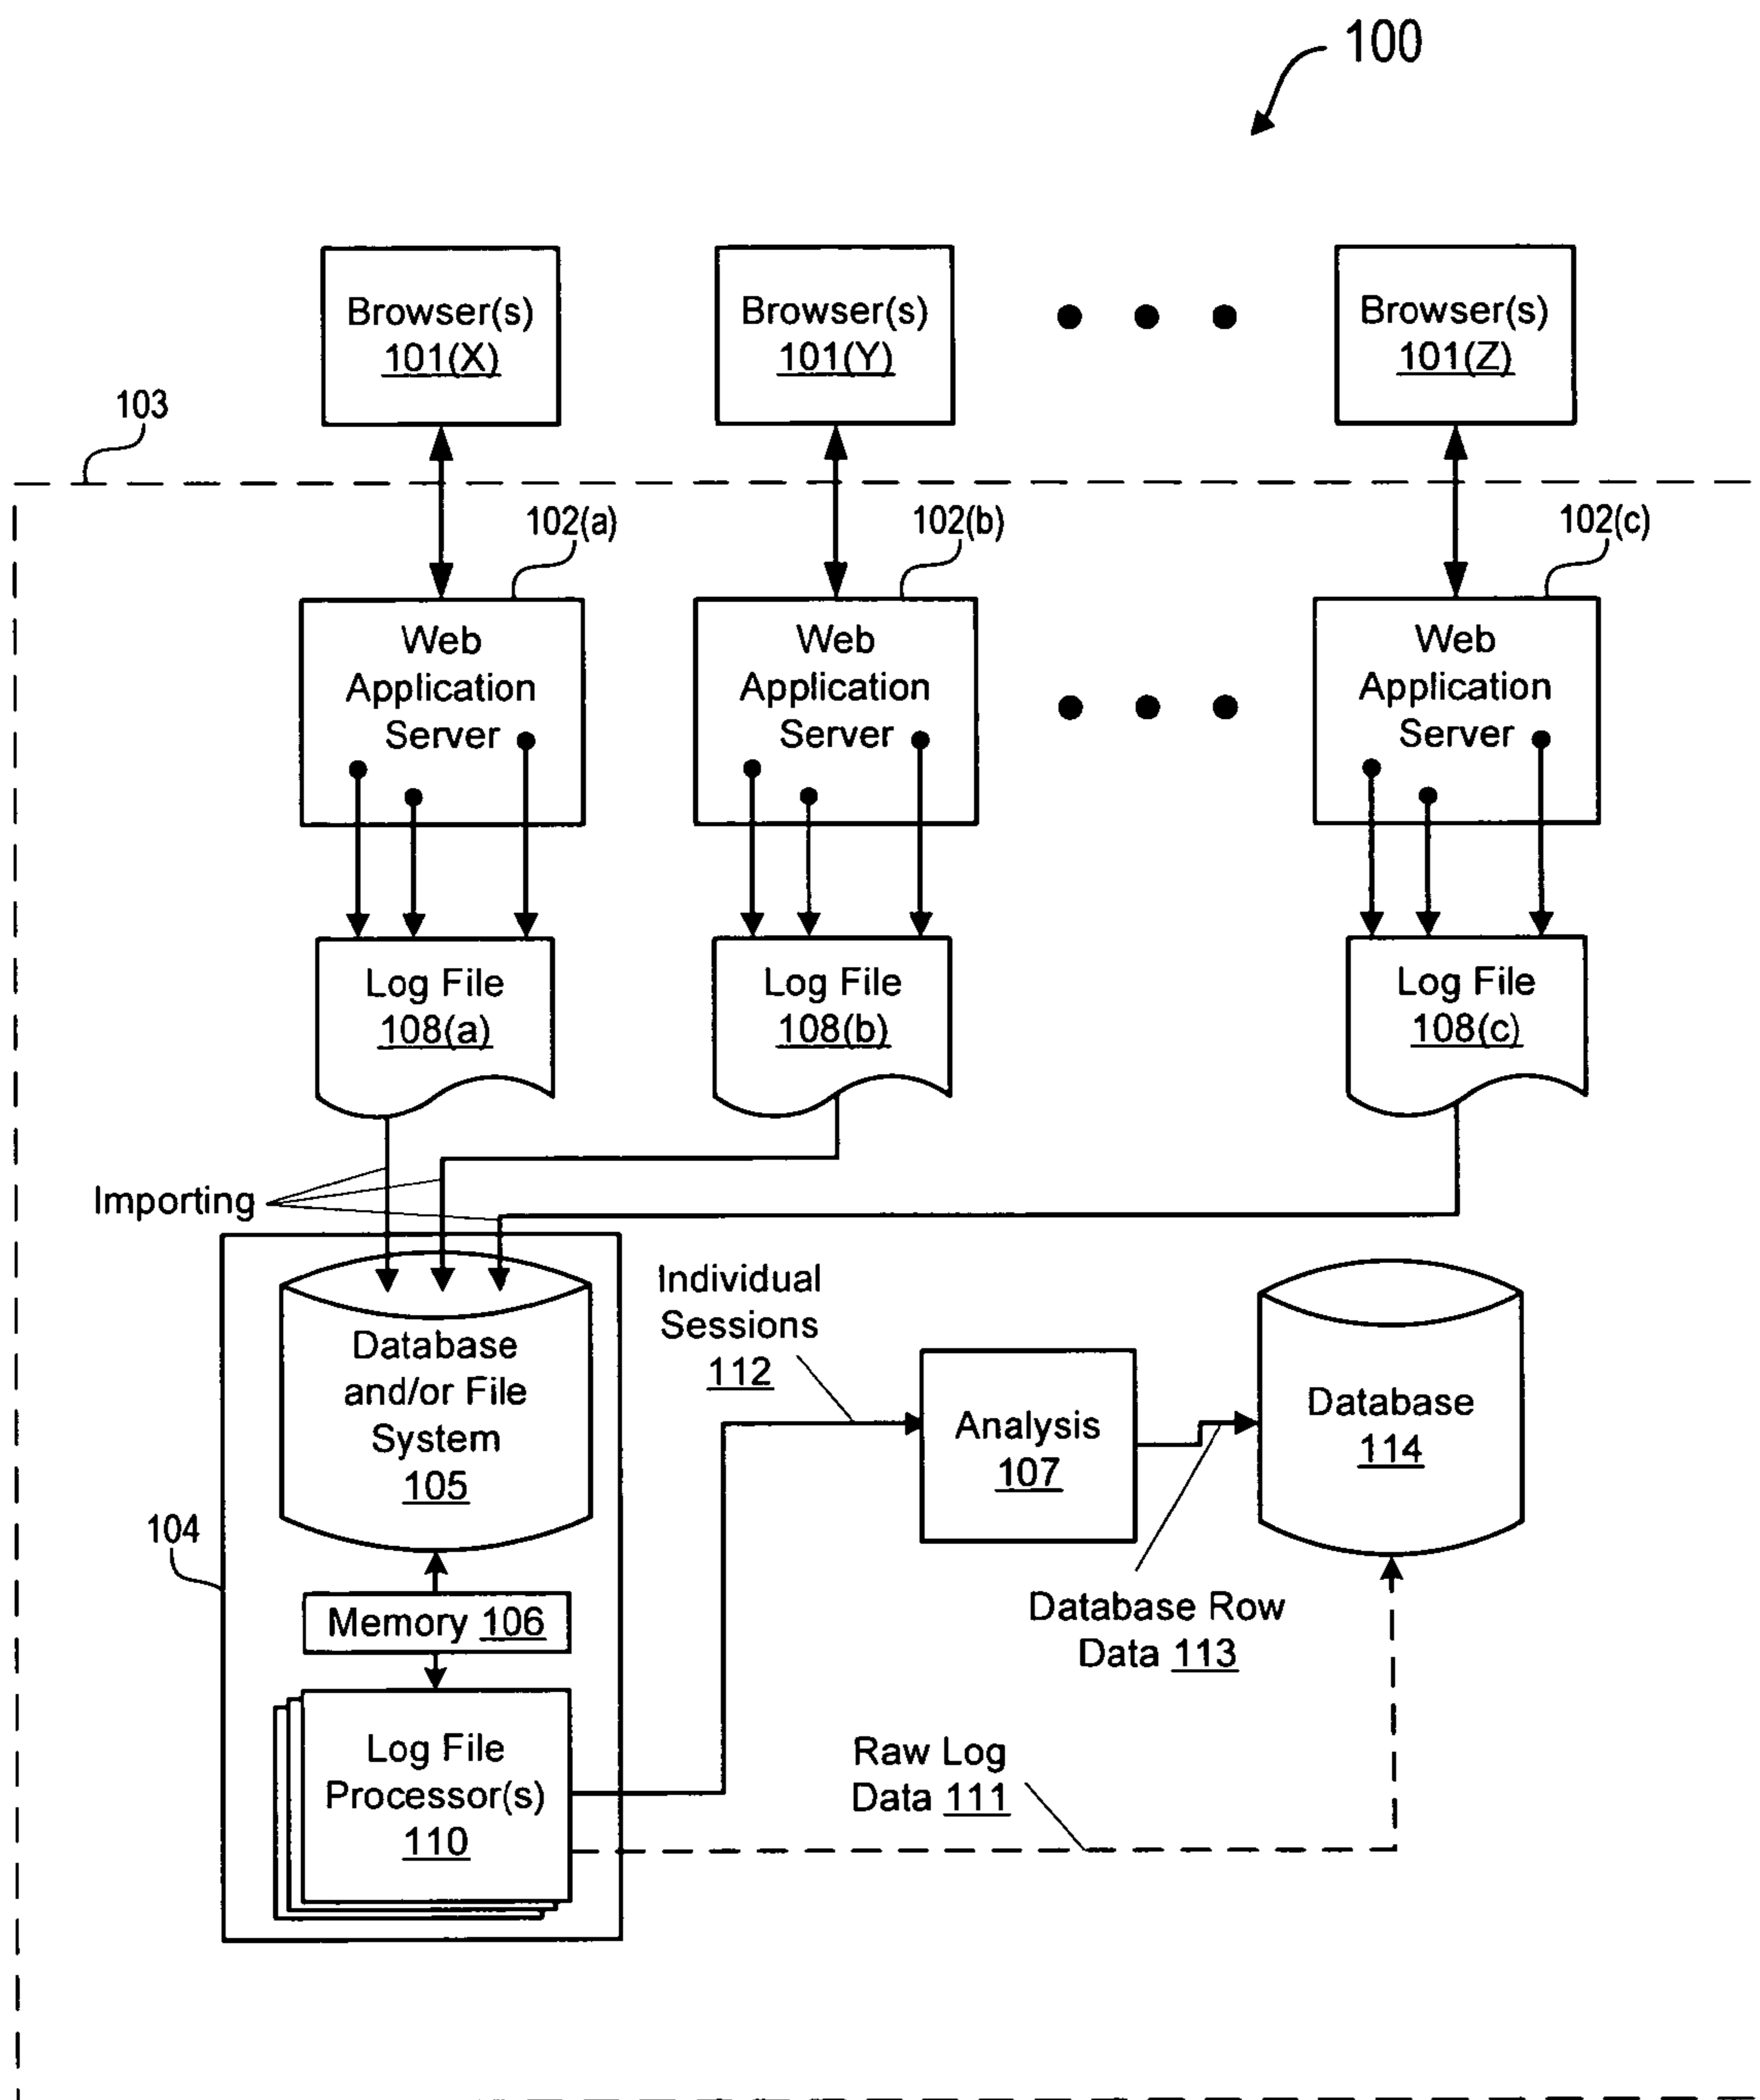 100
Browser(s)
101(X)
Browser(s)
101(Y)
Browser(s)
101(Z)
103
102(a)
102(b)
102(c)
Web
Application
Server
Web
Application
Server
Web
Application
Server
Log File
108(a)
Log File
108(b)
Log File
108(c)
Importing
Database
and/or File
System
105
Individual
Sessions
112
Analysis
107
Database
114
104
Memory 106
Database Row
Data 113
Log File
Processor(s)
110
Raw Log
Data 111